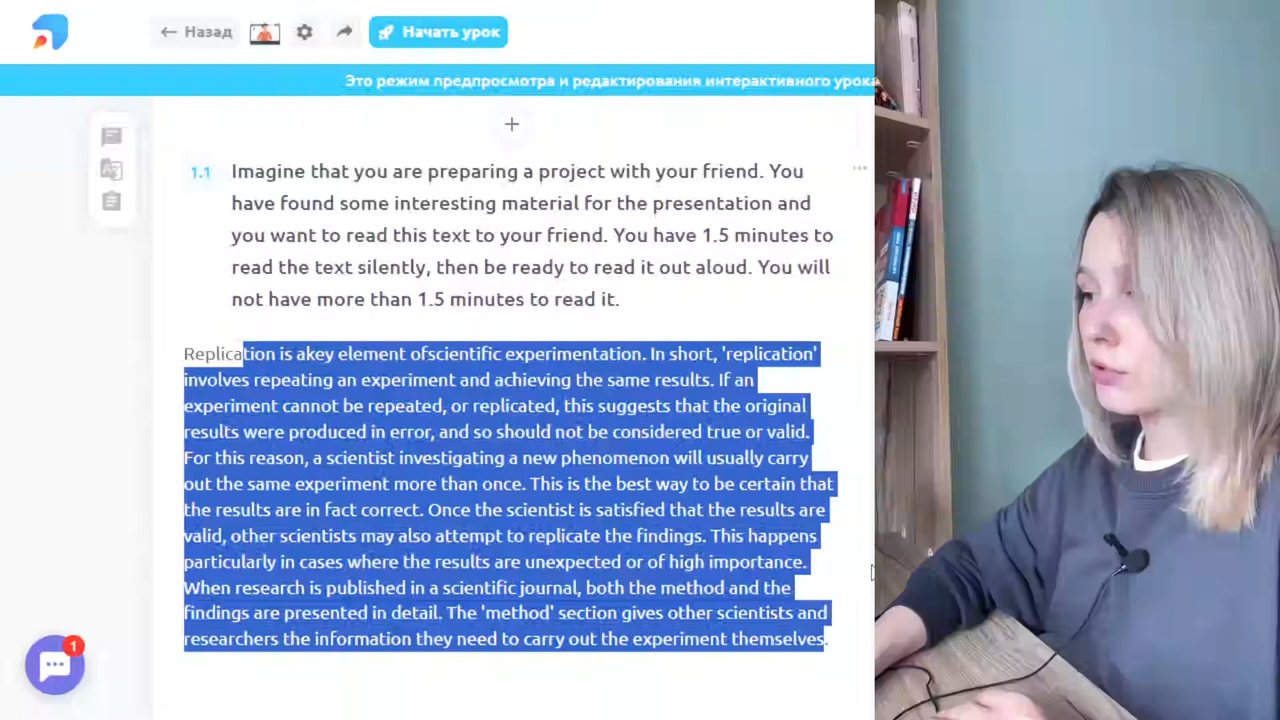 Назад
Начать урок
Это режим предпросмотра и редактирования интерактивного урока
1.1 Imagine that you are preparing a project with your friend. You
have found some interesting material for the presentation and
you want to read this text to your friend. You have 1.5 minutes to
read the text silently, then be ready to read it out aloud. You will
not have more than 1.5 minutes to read it.
Replication is akey element ofscientific experimentation. In short, 'replication'
involves repeating an experiment and achieving the same results. If an
experiment cannot be repeated, or replicated, this suggests that the original
results were produced in error, and so should not be considered true or valid.
For this reason, a scientist investigating a new phenomenon will usually carry
out the same experiment more than once. This is the best way to be certain that
the results are in fact correct. Once the scientist is satisfied that the results are
valid, other scientists may also attempt to replicate the findings. This happens
particularly in cases where the results are unexpected or of high importance.
When research is published in a scientific journal, both the method and the
findings are presented in detail. The 'method' section gives other scientists and
researchers the information they need to carry out the experiment themselves.
1